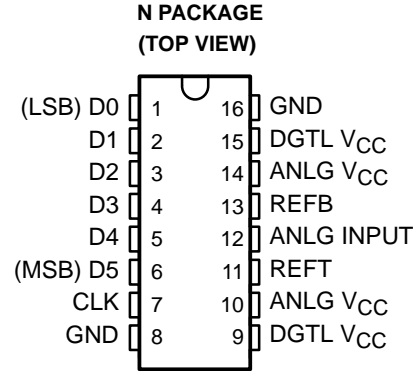 N PACKAGE
(TOP VIEW)
(LSB) D0 1 16 GND
D1 2 15 DGTL VCC
D2 3 14 ANLG VCC
D3 4 13 REFB
D4 5 12 ANLG INPUT
(MSB) D5 6 11 REFT
CLK 7 10 ANLG VCC
GND 8 9 DGTL VCC